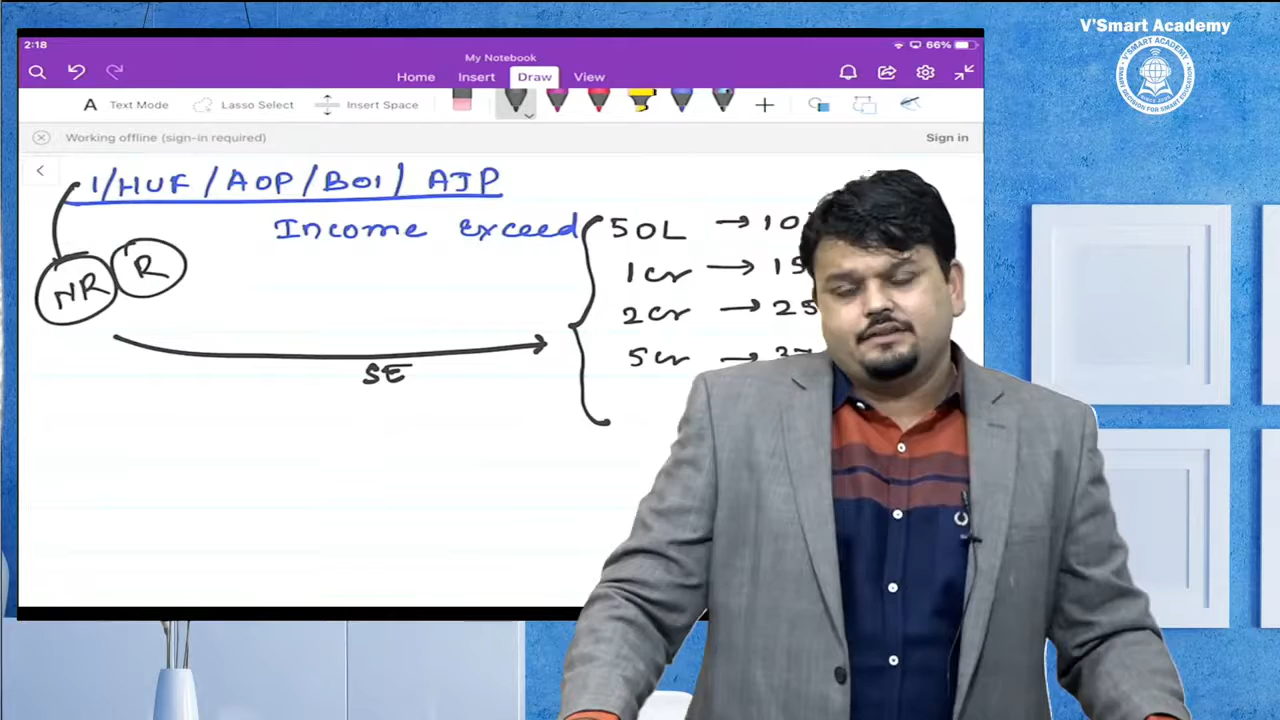 V'Smart Academy
2:18
66%
My Notebook
Home Insert Draw View
A Text Mode Lasso Select Insert Space
Working offline (sign-in required) Sign in
I/HUF/AOP/BOI/ AJP
Income exceed
50L → 10
1cr → 15
2cr → 25
5cr →
NR R
SE